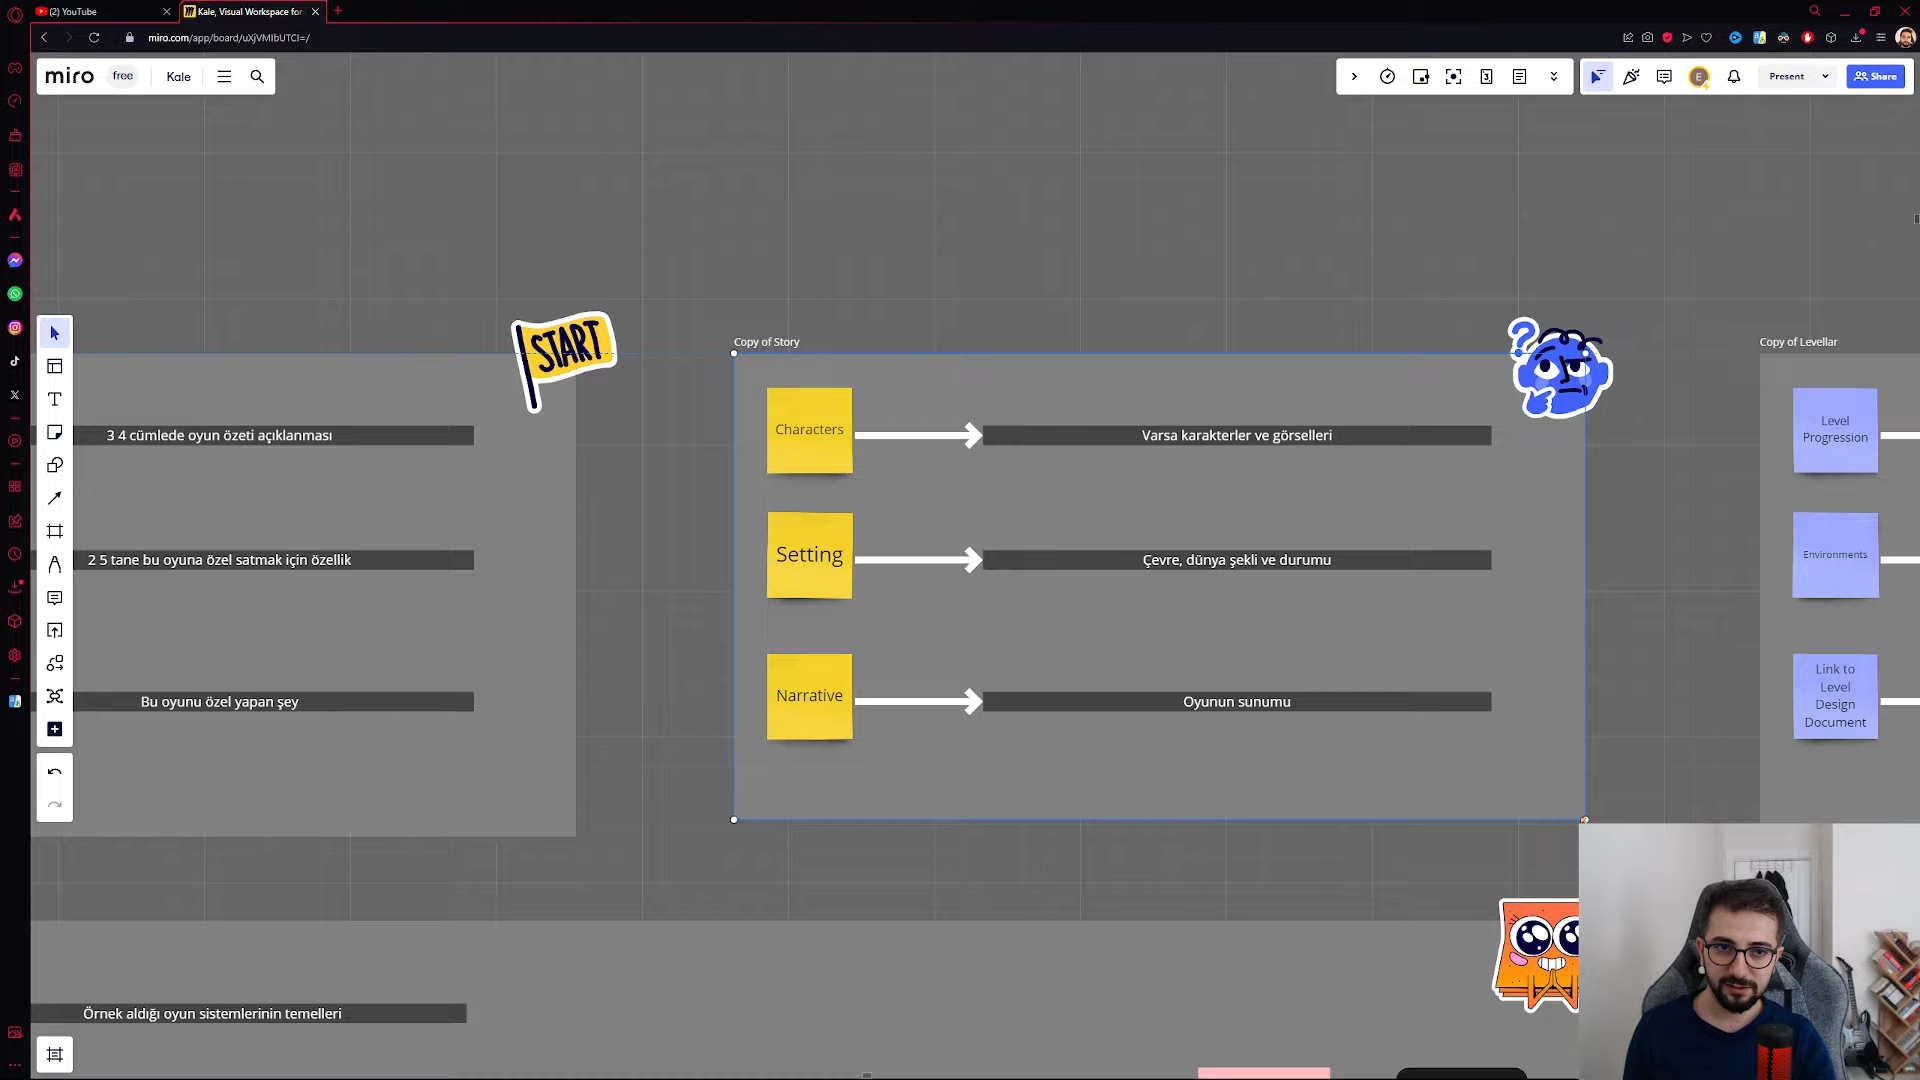 (2) YouTube
Kale, Visual Workspace for
miro.com/app/board/uXjVMIbUTCI=/
miro
free
Kale
Present
Share
START
Copy of Story
Copy of Levellar
3 4 cümlede oyun özeti açıklanması
Characters
Varsa karakterler ve görselleri
Level
Progression
2 5 tane bu oyuna özel satmak için özellik
Setting
Çevre, dünya şekli ve durumu
Environments
Bu oyunu özel yapan şey
Narrative
Oyunun sunumu
Link to
Level
Design
Document
Örnek aldığı oyun sistemlerinin temelleri